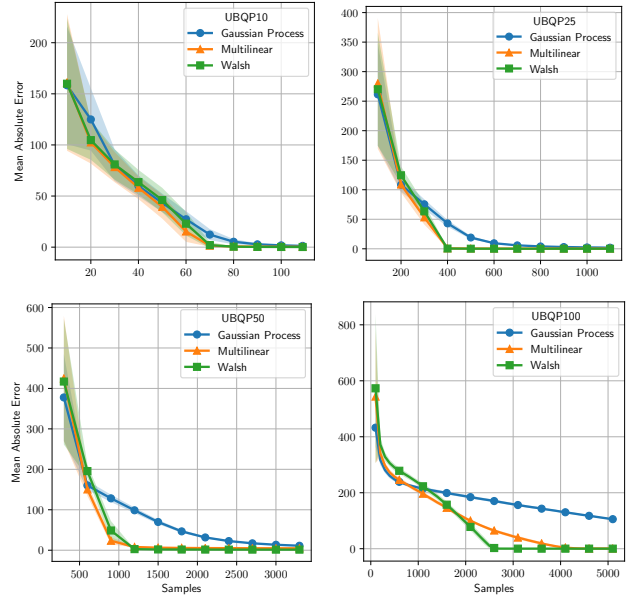 UBQP10
Gaussian Process
Multilinear
Walsh
Mean Absolute Error
200
150
100
50
0
20
40
60
80
100
UBQP25
Gaussian Process
Multilinear
Walsh
400
350
300
250
200
150
100
50
0
200
400
600
800
1000
UBQP50
Gaussian Process
Multilinear
Walsh
Mean Absolute Error
600
500
400
300
200
100
0
500
1000
1500
2000
2500
3000
Samples
UBQP100
Gaussian Process
Multilinear
Walsh
800
600
400
200
0
0
1000
2000
3000
4000
5000
Samples